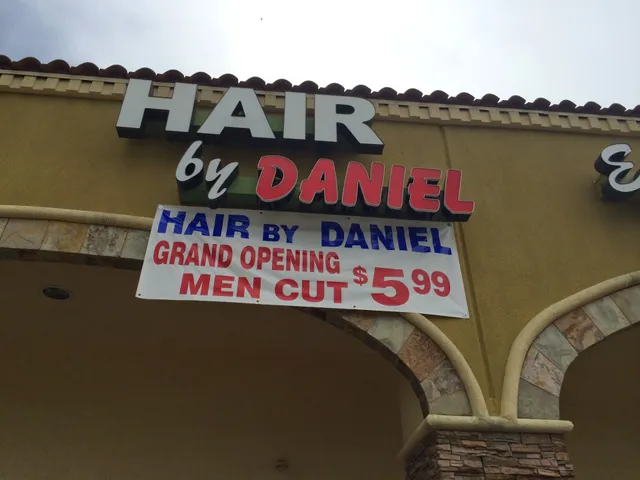 HAIR
by DANIEL
HAIR BY DANIEL
GRAND OPENING
MEN CUT $5.99